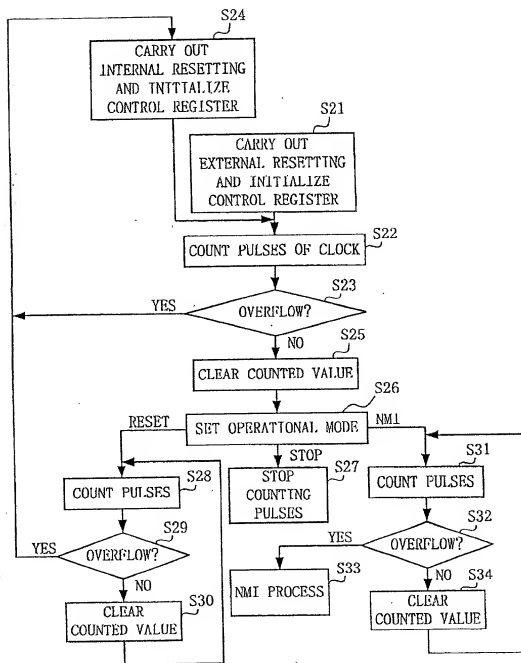 S24
CARRY OUT
INTERNAL RESETTING
AND INITIALIZE
CONTROL REGISTER
S21
CARRY OUT
EXTERNAL RESETTING
AND INITIALIZE
CONTROL REGISTER
S22
COUNT PULSES OF CLOCK
S23
YES
OVERFLOW?
NO
S25
CLEAR COUNTED VALUE
S26
RESET
SET OPERATIONAL MODE
NMI
STOP
S28
COUNT PULSES
S27
STOP
COUNTING
PULSES
S31
COUNT PULSES
S29
YES
OVERFLOW?
NO
S32
YES
OVERFLOW?
NO
S33
NMI PROCESS
S30
CLEAR
COUNTED VALUE
S34
CLEAR
COUNTED VALUE